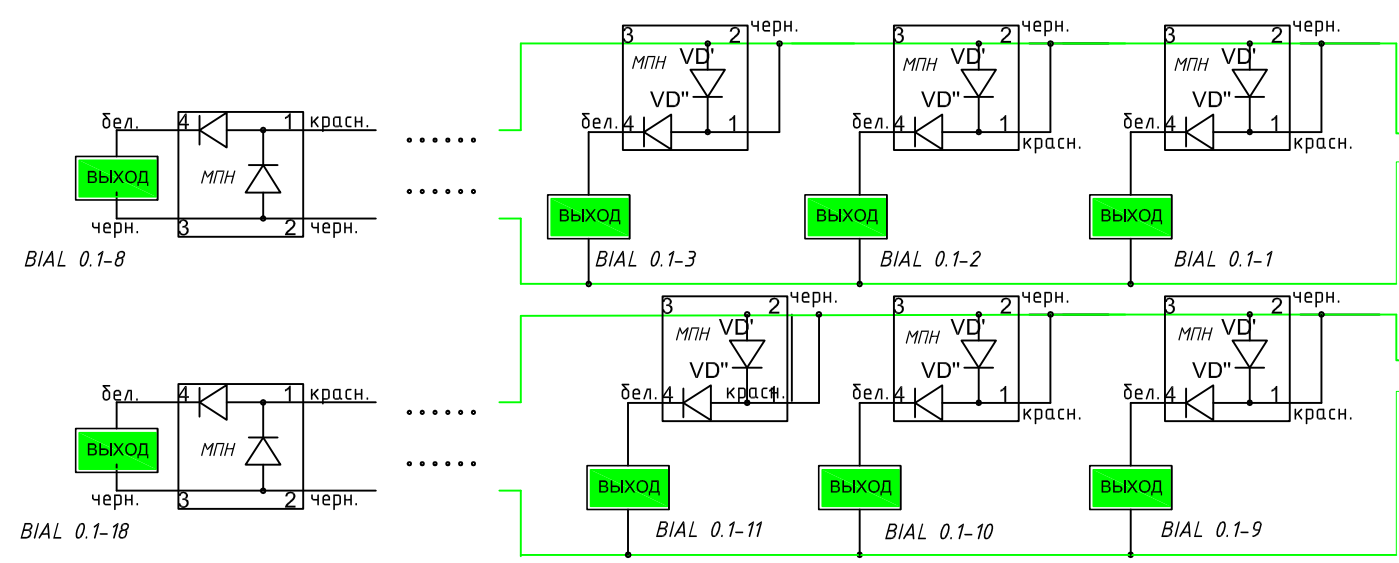 3 2 черн. 3 2 черн. 3 2 черн.
МПН VD' МПН VD' МПН VD'
VD" VD" VD"
бел. 4 1 красн. бел. 4 1 бел. 4 1 красн. бел. 4 1 красн.
МПН
ВЫХОД ВЫХОД ВЫХОД ВЫХОД
черн. 3 2 черн.
BIAL 0.1-8 BIAL 0.1-3 BIAL 0.1-2 BIAL 0.1-1
3 2 черн. 3 2 черн. 3 2 черн.
МПН VD' МПН VD' МПН VD'
VD" VD" VD"
бел. 4 1 красн. бел. 4 красн. 1 бел. 4 1 красн. бел. 4 1 красн.
МПН
ВЫХОД ВЫХОД ВЫХОД ВЫХОД
черн. 3 2 черн.
BIAL 0.1-18 BIAL 0.1-11 BIAL 0.1-10 BIAL 0.1-9